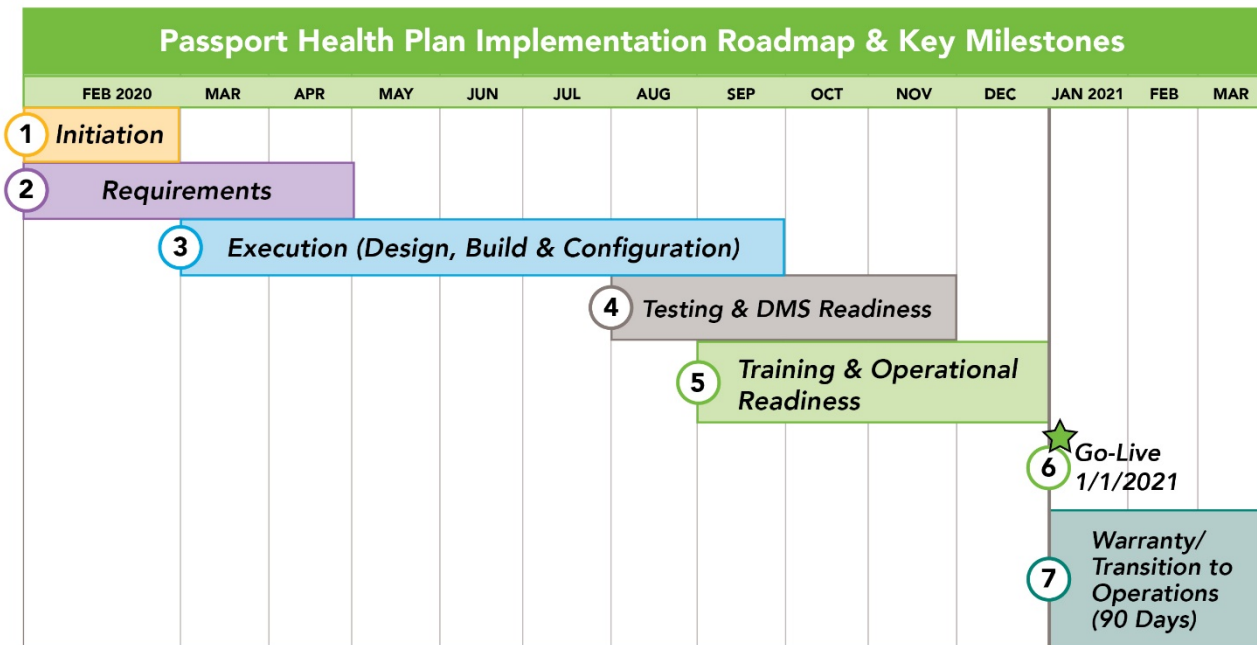 Passport Health Plan Implementation Roadmap & Key Milestones
FEB 2020 MAR APR MAY JUN JUL AUG SEP OCT NOV DEC JAN 2021 FEB MAR
1 Initiation
2 Requirements
3 Execution (Design, Build & Configuration)
4 Testing & DMS Readiness
5 Training & Operational
Readiness
6 Go-Live
1/1/2021
7 Warranty/
Transition to
Operations
(90 Days)